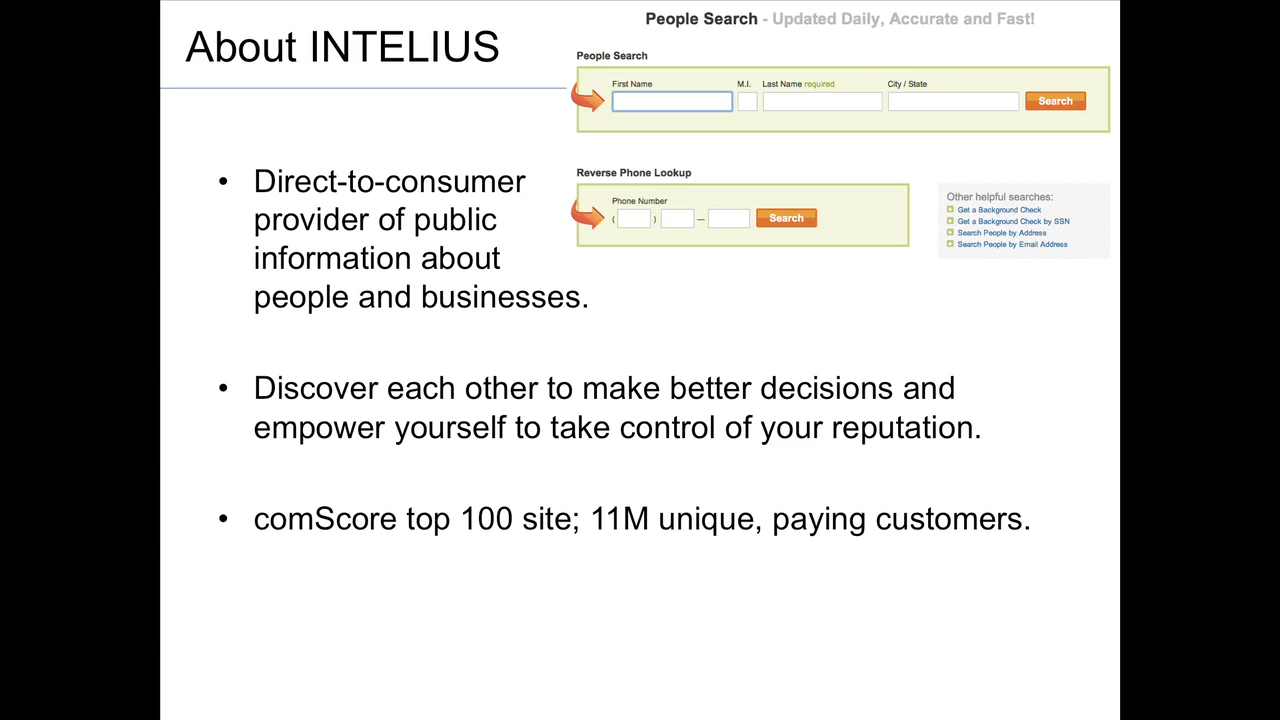 About INTELIUS
People Search - Updated Daily, Accurate and Fast!
People Search
First Name
M.I.
Last Name required
City / State
Search
Reverse Phone Lookup
Phone Number
( ) —
Search
Other helpful searches:
Get a Background Check
Get a Background Check by SSN
Search People by Address
Search People by Email Address
• Direct-to-consumer
provider of public
information about
people and businesses.
• Discover each other to make better decisions and
empower yourself to take control of your reputation.
• comScore top 100 site; 11M unique, paying customers.